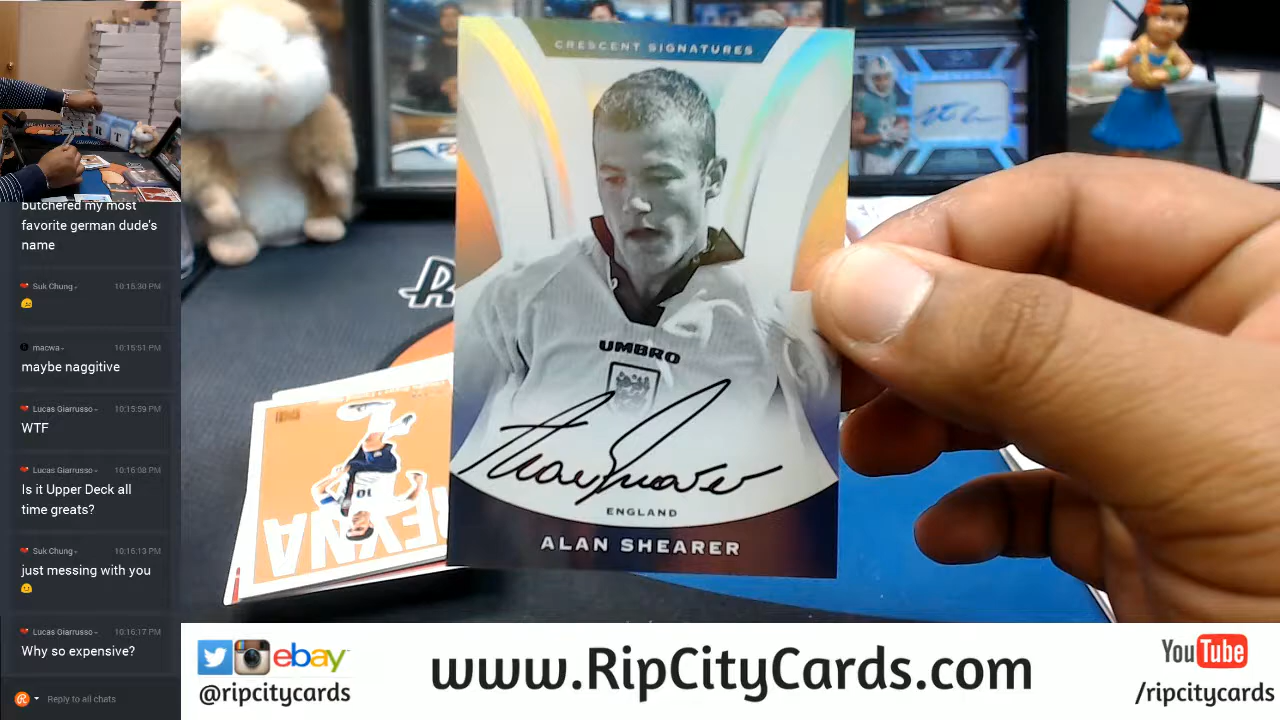 butchered my most
favorite german dude's
name
Suk Chung
10:15:30 PM
macwa
10:15:51 PM
maybe naggitive
Lucas Giarrusso
10:15:59 PM
WTF
Lucas Giarrusso
10:16:08 PM
Is it Upper Deck all
time greats?
Suk Chung
10:16:13 PM
just messing with you
Lucas Giarrusso
10:16:17 PM
Why so expensive?
Reply to all chats
CRESCENT SIGNATURES
UMBRO
ENGLAND
ALAN SHEARER
REYNA
10
ebay
@ripcitycards
www.RipCityCards.com
YouTube
/ripcitycards